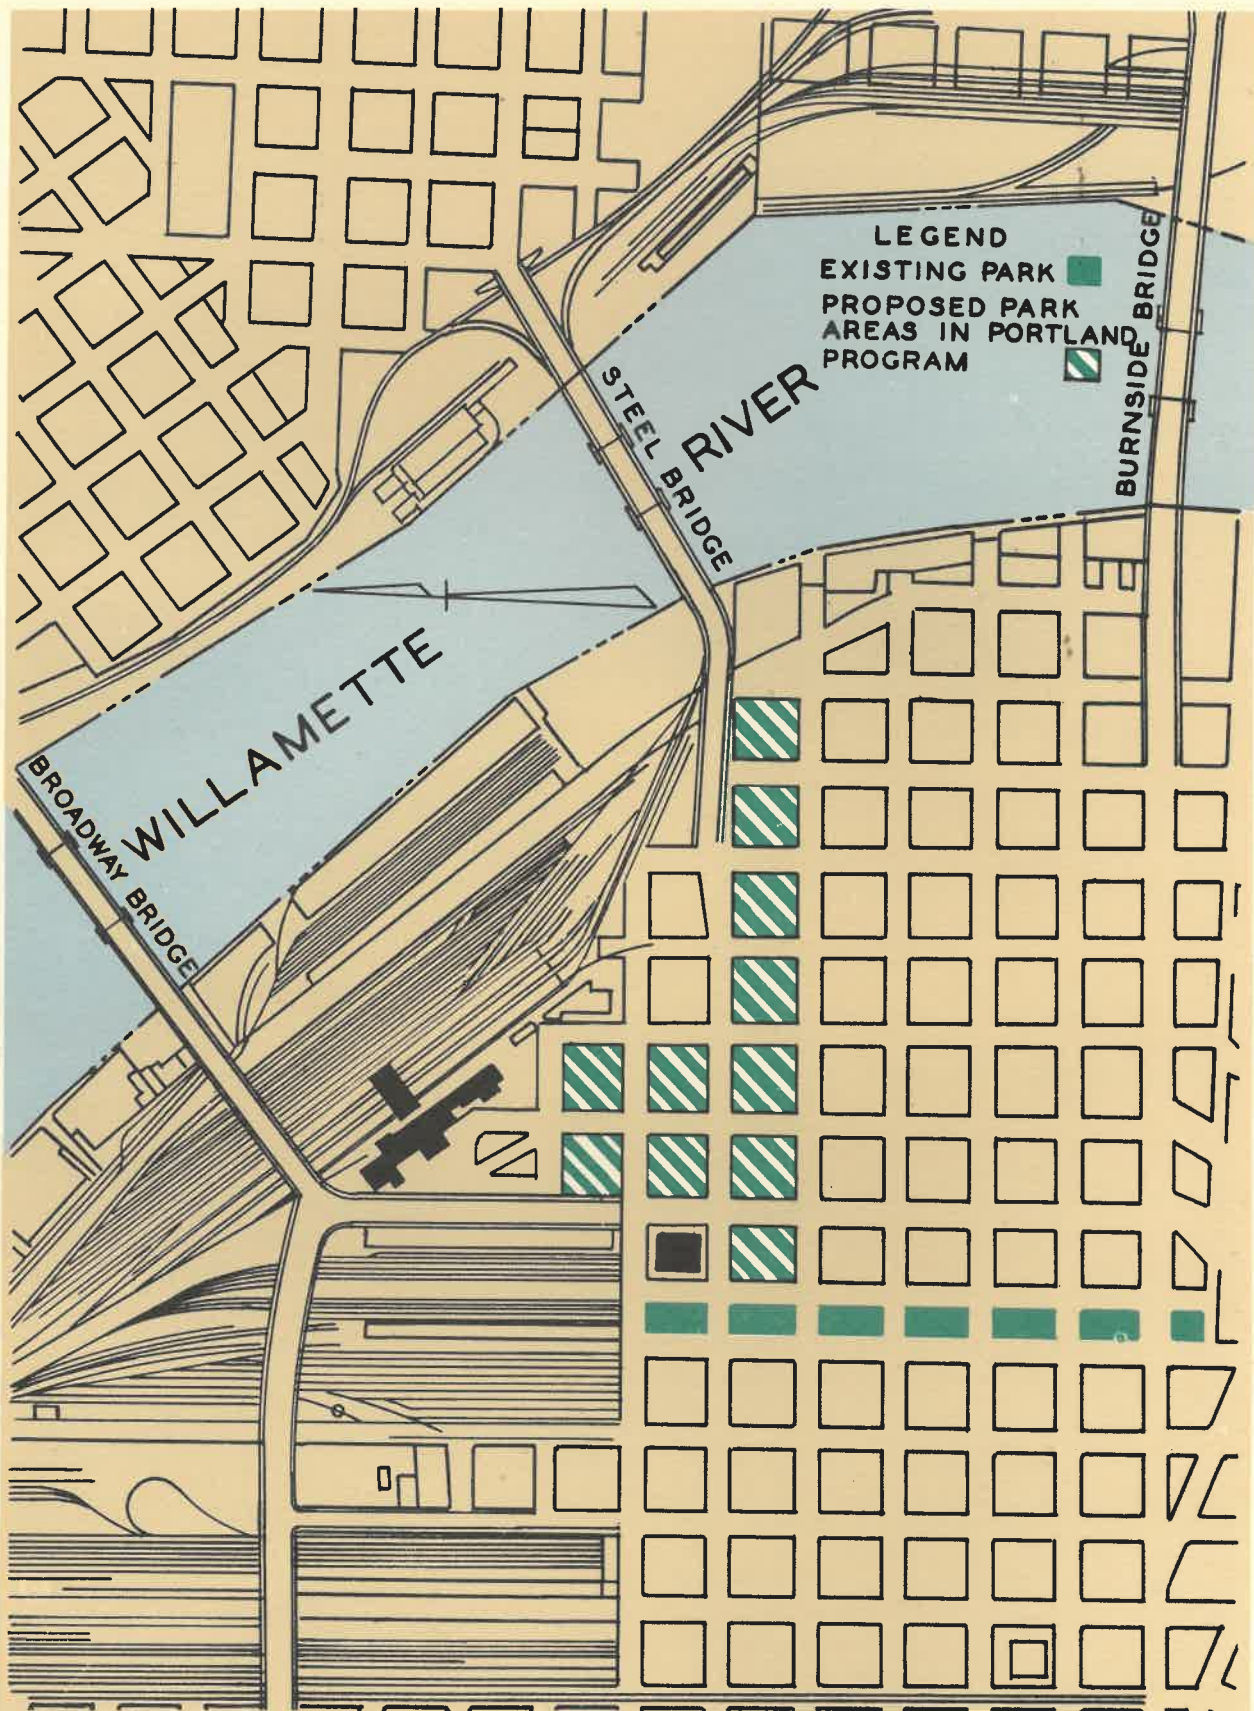 LEGEND
EXISTING PARK
PROPOSED PARK
AREAS IN PORTLAND
PROGRAM
BURNSIDE BRIDGE
STEEL BRIDGE
WILLAMETTE RIVER
BROADWAY BRIDGE